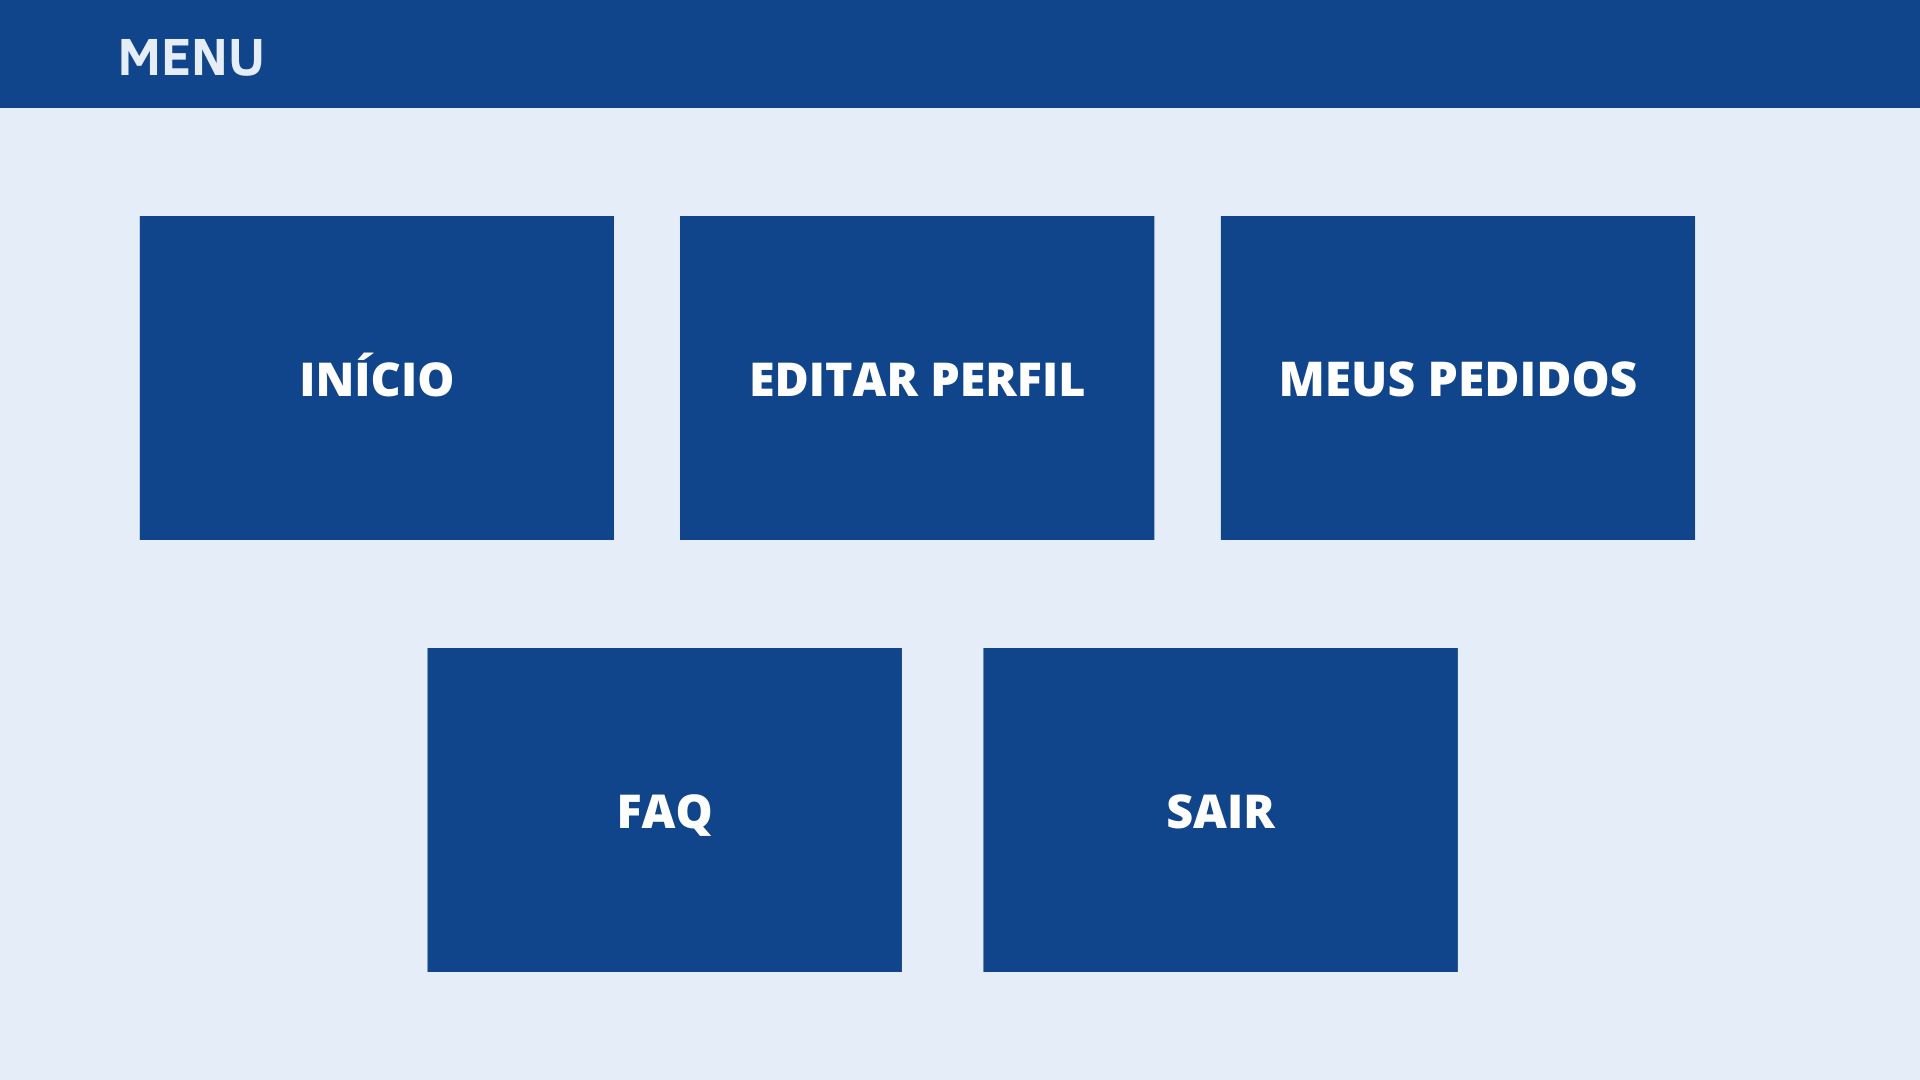 MENU
INÍCIO
EDITAR PERFIL
MEUS PEDIDOS
FAQ
SAIR